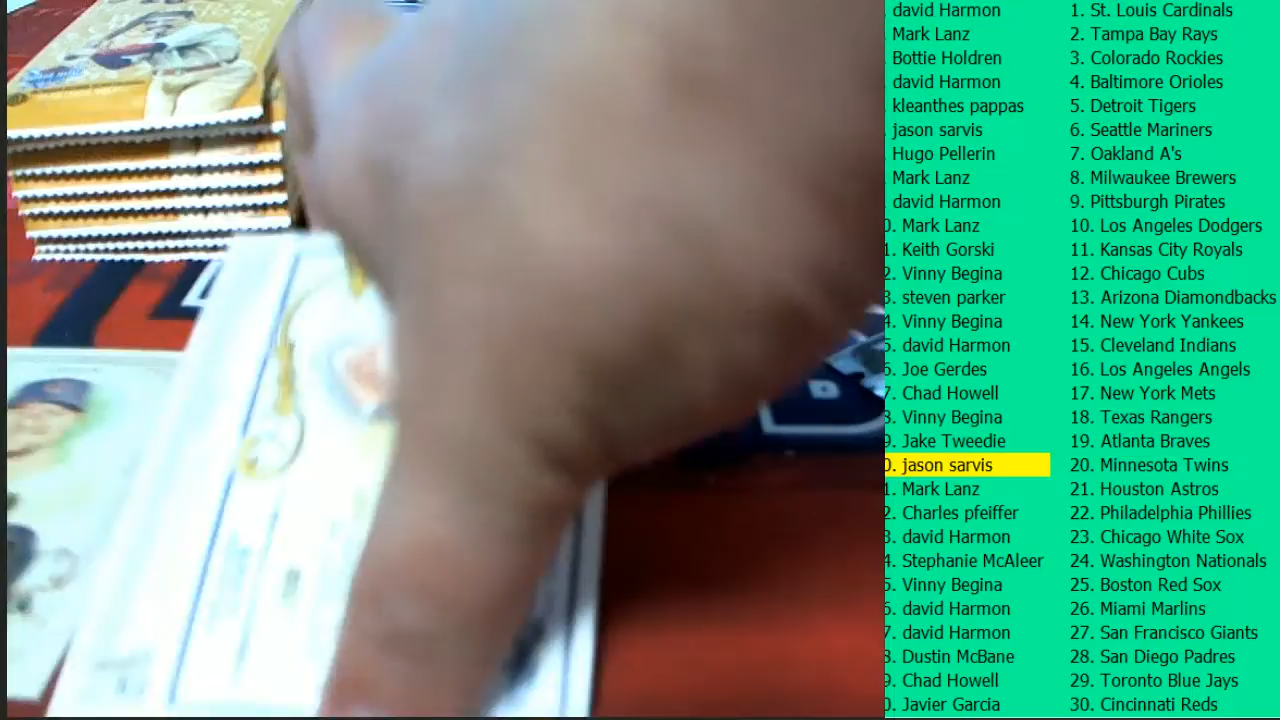 david Harmon 1. St. Louis Cardinals
Mark Lanz 2. Tampa Bay Rays
Bottie Holdren 3. Colorado Rockies
david Harmon 4. Baltimore Orioles
kleanthes pappas 5. Detroit Tigers
jason sarvis 6. Seattle Mariners
Hugo Pellerin 7. Oakland A's
Mark Lanz 8. Milwaukee Brewers
david Harmon 9. Pittsburgh Pirates
0. Mark Lanz 10. Los Angeles Dodgers
1. Keith Gorski 11. Kansas City Royals
2. Vinny Begina 12. Chicago Cubs
3. steven parker 13. Arizona Diamondbacks
4. Vinny Begina 14. New York Yankees
5. david Harmon 15. Cleveland Indians
6. Joe Gerdes 16. Los Angeles Angels
7. Chad Howell 17. New York Mets
8. Vinny Begina 18. Texas Rangers
9. Jake Tweedie 19. Atlanta Braves
0. jason sarvis 20. Minnesota Twins
1. Mark Lanz 21. Houston Astros
2. Charles pfeiffer 22. Philadelphia Phillies
3. david Harmon 23. Chicago White Sox
4. Stephanie McAleer 24. Washington Nationals
5. Vinny Begina 25. Boston Red Sox
6. david Harmon 26. Miami Marlins
7. david Harmon 27. San Francisco Giants
8. Dustin McBane 28. San Diego Padres
9. Chad Howell 29. Toronto Blue Jays
0. Javier Garcia 30. Cincinnati Reds